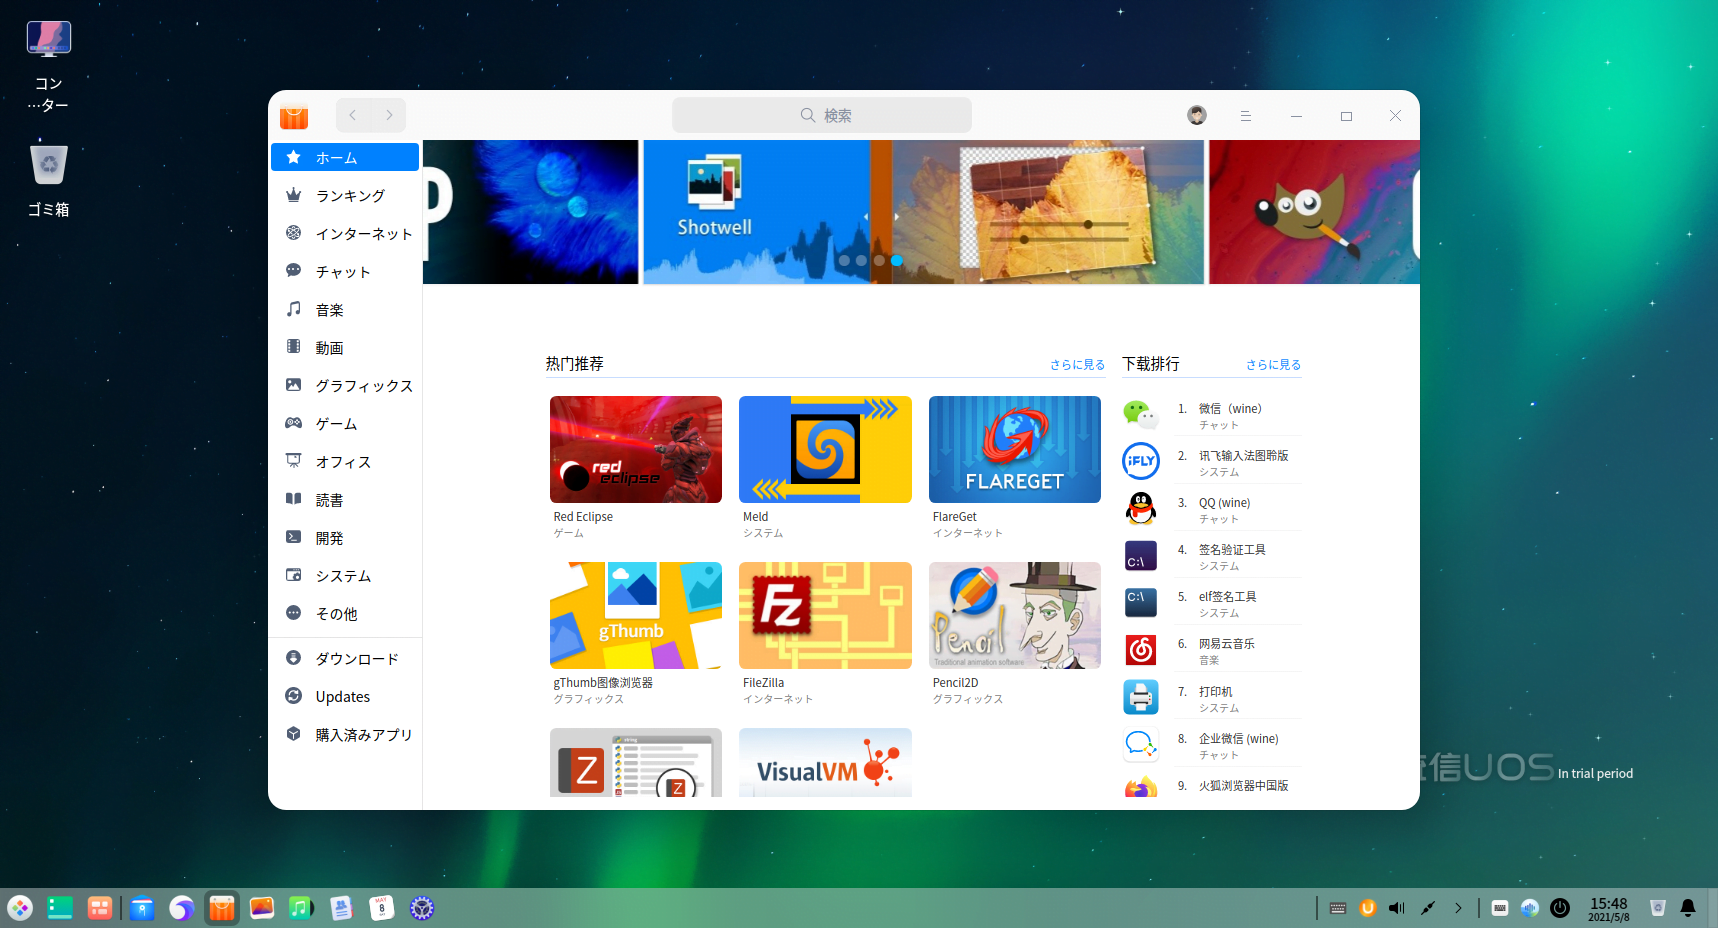 コン
…ター
ゴミ箱
検索
ホーム
ランキング
インターネット
チャット
音楽
動画
グラフィックス
ゲーム
オフィス
読書
開発
システム
その他
ダウンロード
Updates
購入済みアプリ
P
Shotwell
热门推荐
さらに見る
red
eclipse
Red Eclipse
ゲーム
Meld
システム
FLAREGET
FlareGet
インターネット
gThumb
gThumb图像浏览器
グラフィックス
Fz
FileZilla
インターネット
Pencil
Traditional animation software
Pencil2D
グラフィックス
Z
string
Z
VisualVM
下载排行
さらに見る
1. 微信（wine）
チャット
iFLY
2. 讯飞输入法图聆版
システム
3. QQ (wine)
チャット
C:\
4. 签名验证工具
システム
C:\
5. elf签名工具
システム
6. 网易云音乐
音楽
7. 打印机
システム
8. 企业微信 (wine)
チャット
9. 火狐浏览器中国版
信UOS
In trial period
MAY
8
15:48
2021/5/8